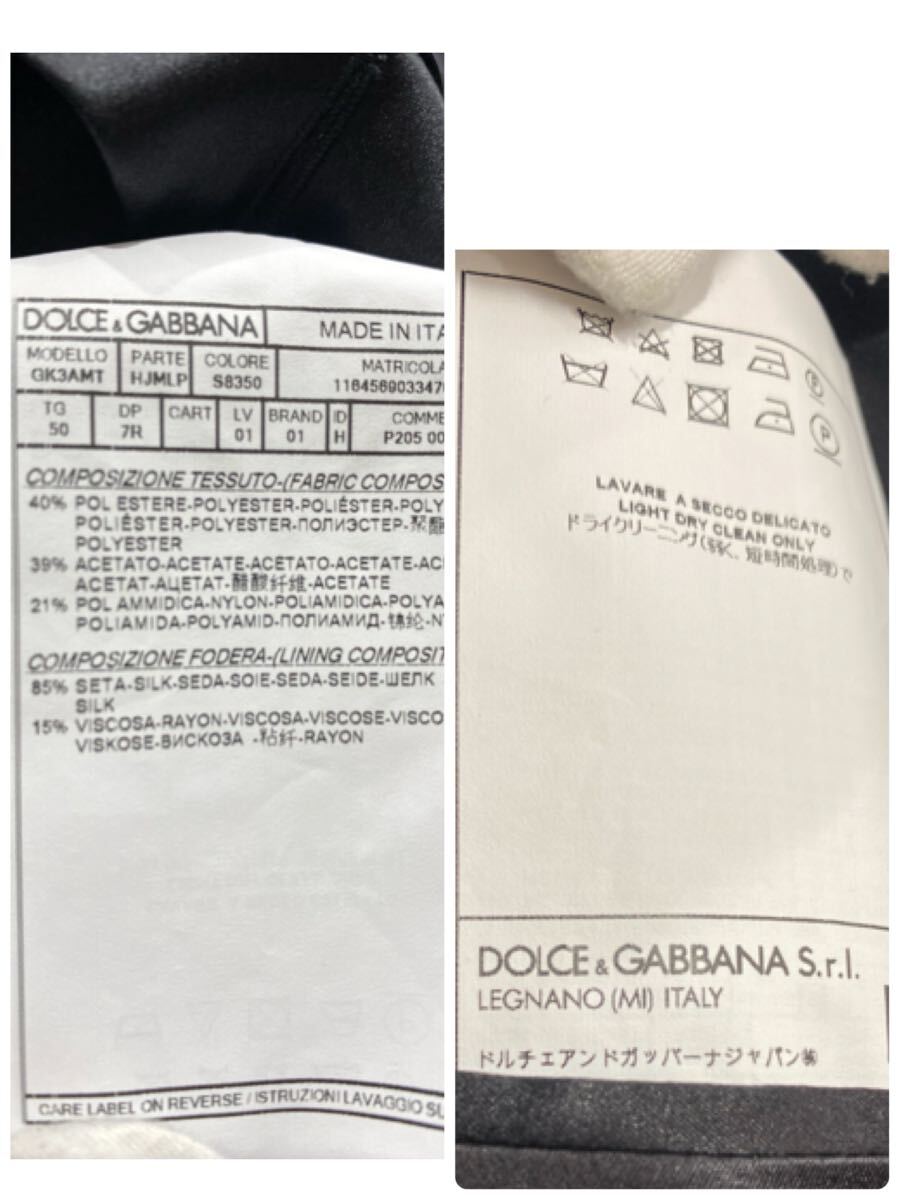 DOLCE & GABBANA
MADE IN ITA
MODELLO PARTE COLORE MATRICOLA
GK3AMT HJMLP S8350 1164569033470
TG DP CART LV BRAND ID COMME
50 7R 01 01 H P205 00
COMPOSIZIONE TESSUTO-(FABRIC COMPOS
40% POL ESTERE-POLYESTER-POLIÉSTER-POLY
POLIÉSTER-POLYESTER-ПОЛИЭСТЕР-聚酯
POLYESTER
39% ACETATO-ACETATE-ACETATO-ACETATE-ACE
ACETAT-АЦЕТАТ-醋酸纤维-ACETATE
21% POL AMMIDICA-NYLON-POLIAMIDICA-POLYA
POLIAMIDA-POLYAMID-ПОЛИАМИД-锦纶-NY
COMPOSIZIONE FODERA-(LINING COMPOSIT
85% SETA-SILK-SEDA-SOIE-SEDA-SEIDE-ШЕЛК
SILK
15% VISCOSA-RAYON-VISCOSA-VISCOSE-VISCO
VISKOSE-ВИСКОЗА -粘纤-RAYON
CARE LABEL ON REVERSE / ISTRUZIONI LAVAGGIO SU
P
P
LAVARE A SECCO DELICATO
LIGHT DRY CLEAN ONLY
ドライクリーニング(弱く、短時間処理)で
DOLCE & GABBANA S.r.l.
LEGNANO (MI) ITALY
ドルチェアンドガッバーナジャパン㈱